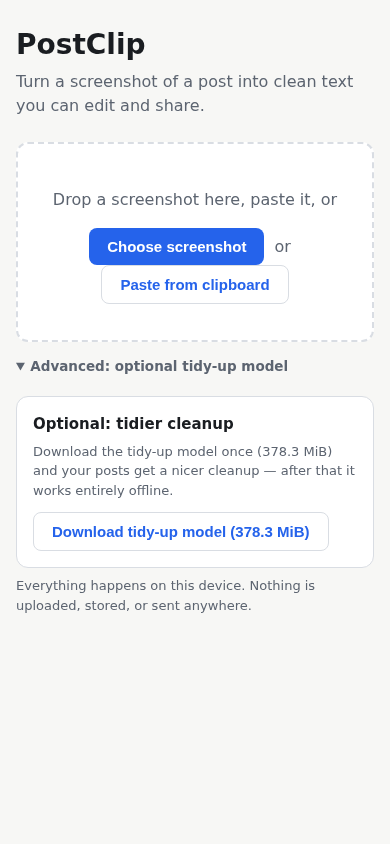 PostClip
Turn a screenshot of a post into clean text
you can edit and share.
Drop a screenshot here, paste it, or
Choose screenshot or
Paste from clipboard
▼ Advanced: optional tidy-up model
Optional: tidier cleanup
Download the tidy-up model once (378.3 MiB)
and your posts get a nicer cleanup — after that it
works entirely offline.
Download tidy-up model (378.3 MiB)
Everything happens on this device. Nothing is
uploaded, stored, or sent anywhere.